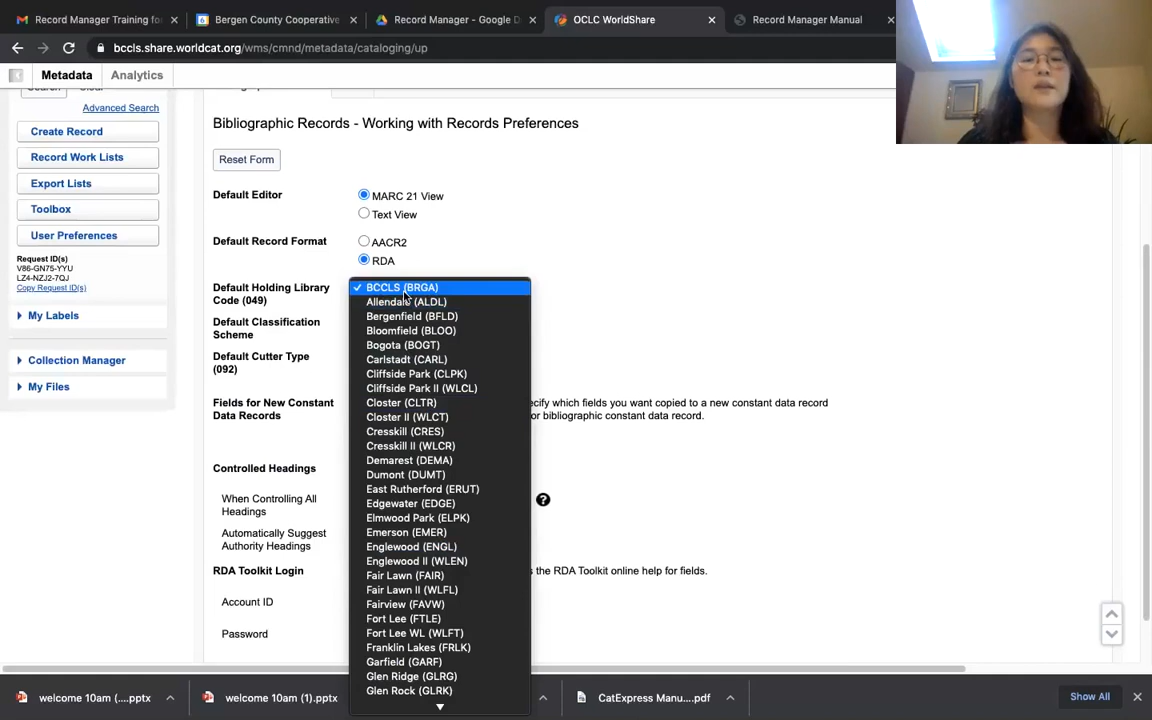 Record Manager Training fo
Bergen County Cooperative
Record Manager - Google D
OCLC WorldShare
Record Manager Manual
bccls.share.worldcat.org/wms/cmnd/metadata/cataloging/up
Metadata
Analytics
Advanced Search
Create Record
Record Work Lists
Export Lists
Toolbox
User Preferences
Request ID(s)
V86-GN75-YYU
LZ4-NZJ2-7QJ
Copy Request ID(s)
My Labels
Collection Manager
My Files
Bibliographic Records - Working with Records Preferences
Reset Form
Default Editor
MARC 21 View
Text View
Default Record Format
AACR2
RDA
Default Holding Library
Code (049)
Default Classification
Scheme
Default Cutter Type
(092)
Fields for New Constant
Data Records
ecify which fields you want copied to a new constant data record
or bibliographic constant data record.
Controlled Headings
When Controlling All
Headings
Automatically Suggest
Authority Headings
RDA Toolkit Login
s the RDA Toolkit online help for fields.
Account ID
Password
BCCLS (BRGA)
Allendale (ALDL)
Bergenfield (BFLD)
Bloomfield (BLOO)
Bogota (BOGT)
Carlstadt (CARL)
Cliffside Park (CLPK)
Cliffside Park II (WLCL)
Closter (CLTR)
Closter II (WLCT)
Cresskill (CRES)
Cresskill II (WLCR)
Demarest (DEMA)
Dumont (DUMT)
East Rutherford (ERUT)
Edgewater (EDGE)
Elmwood Park (ELPK)
Emerson (EMER)
Englewood (ENGL)
Englewood II (WLEN)
Fair Lawn (FAIR)
Fair Lawn II (WLFL)
Fairview (FAVW)
Fort Lee (FTLE)
Fort Lee WL (WLFT)
Franklin Lakes (FRLK)
Garfield (GARF)
Glen Ridge (GLRG)
Glen Rock (GLRK)
welcome 10am (....pptx
welcome 10am (1).pptx
CatExpress Manu....pdf
Show All